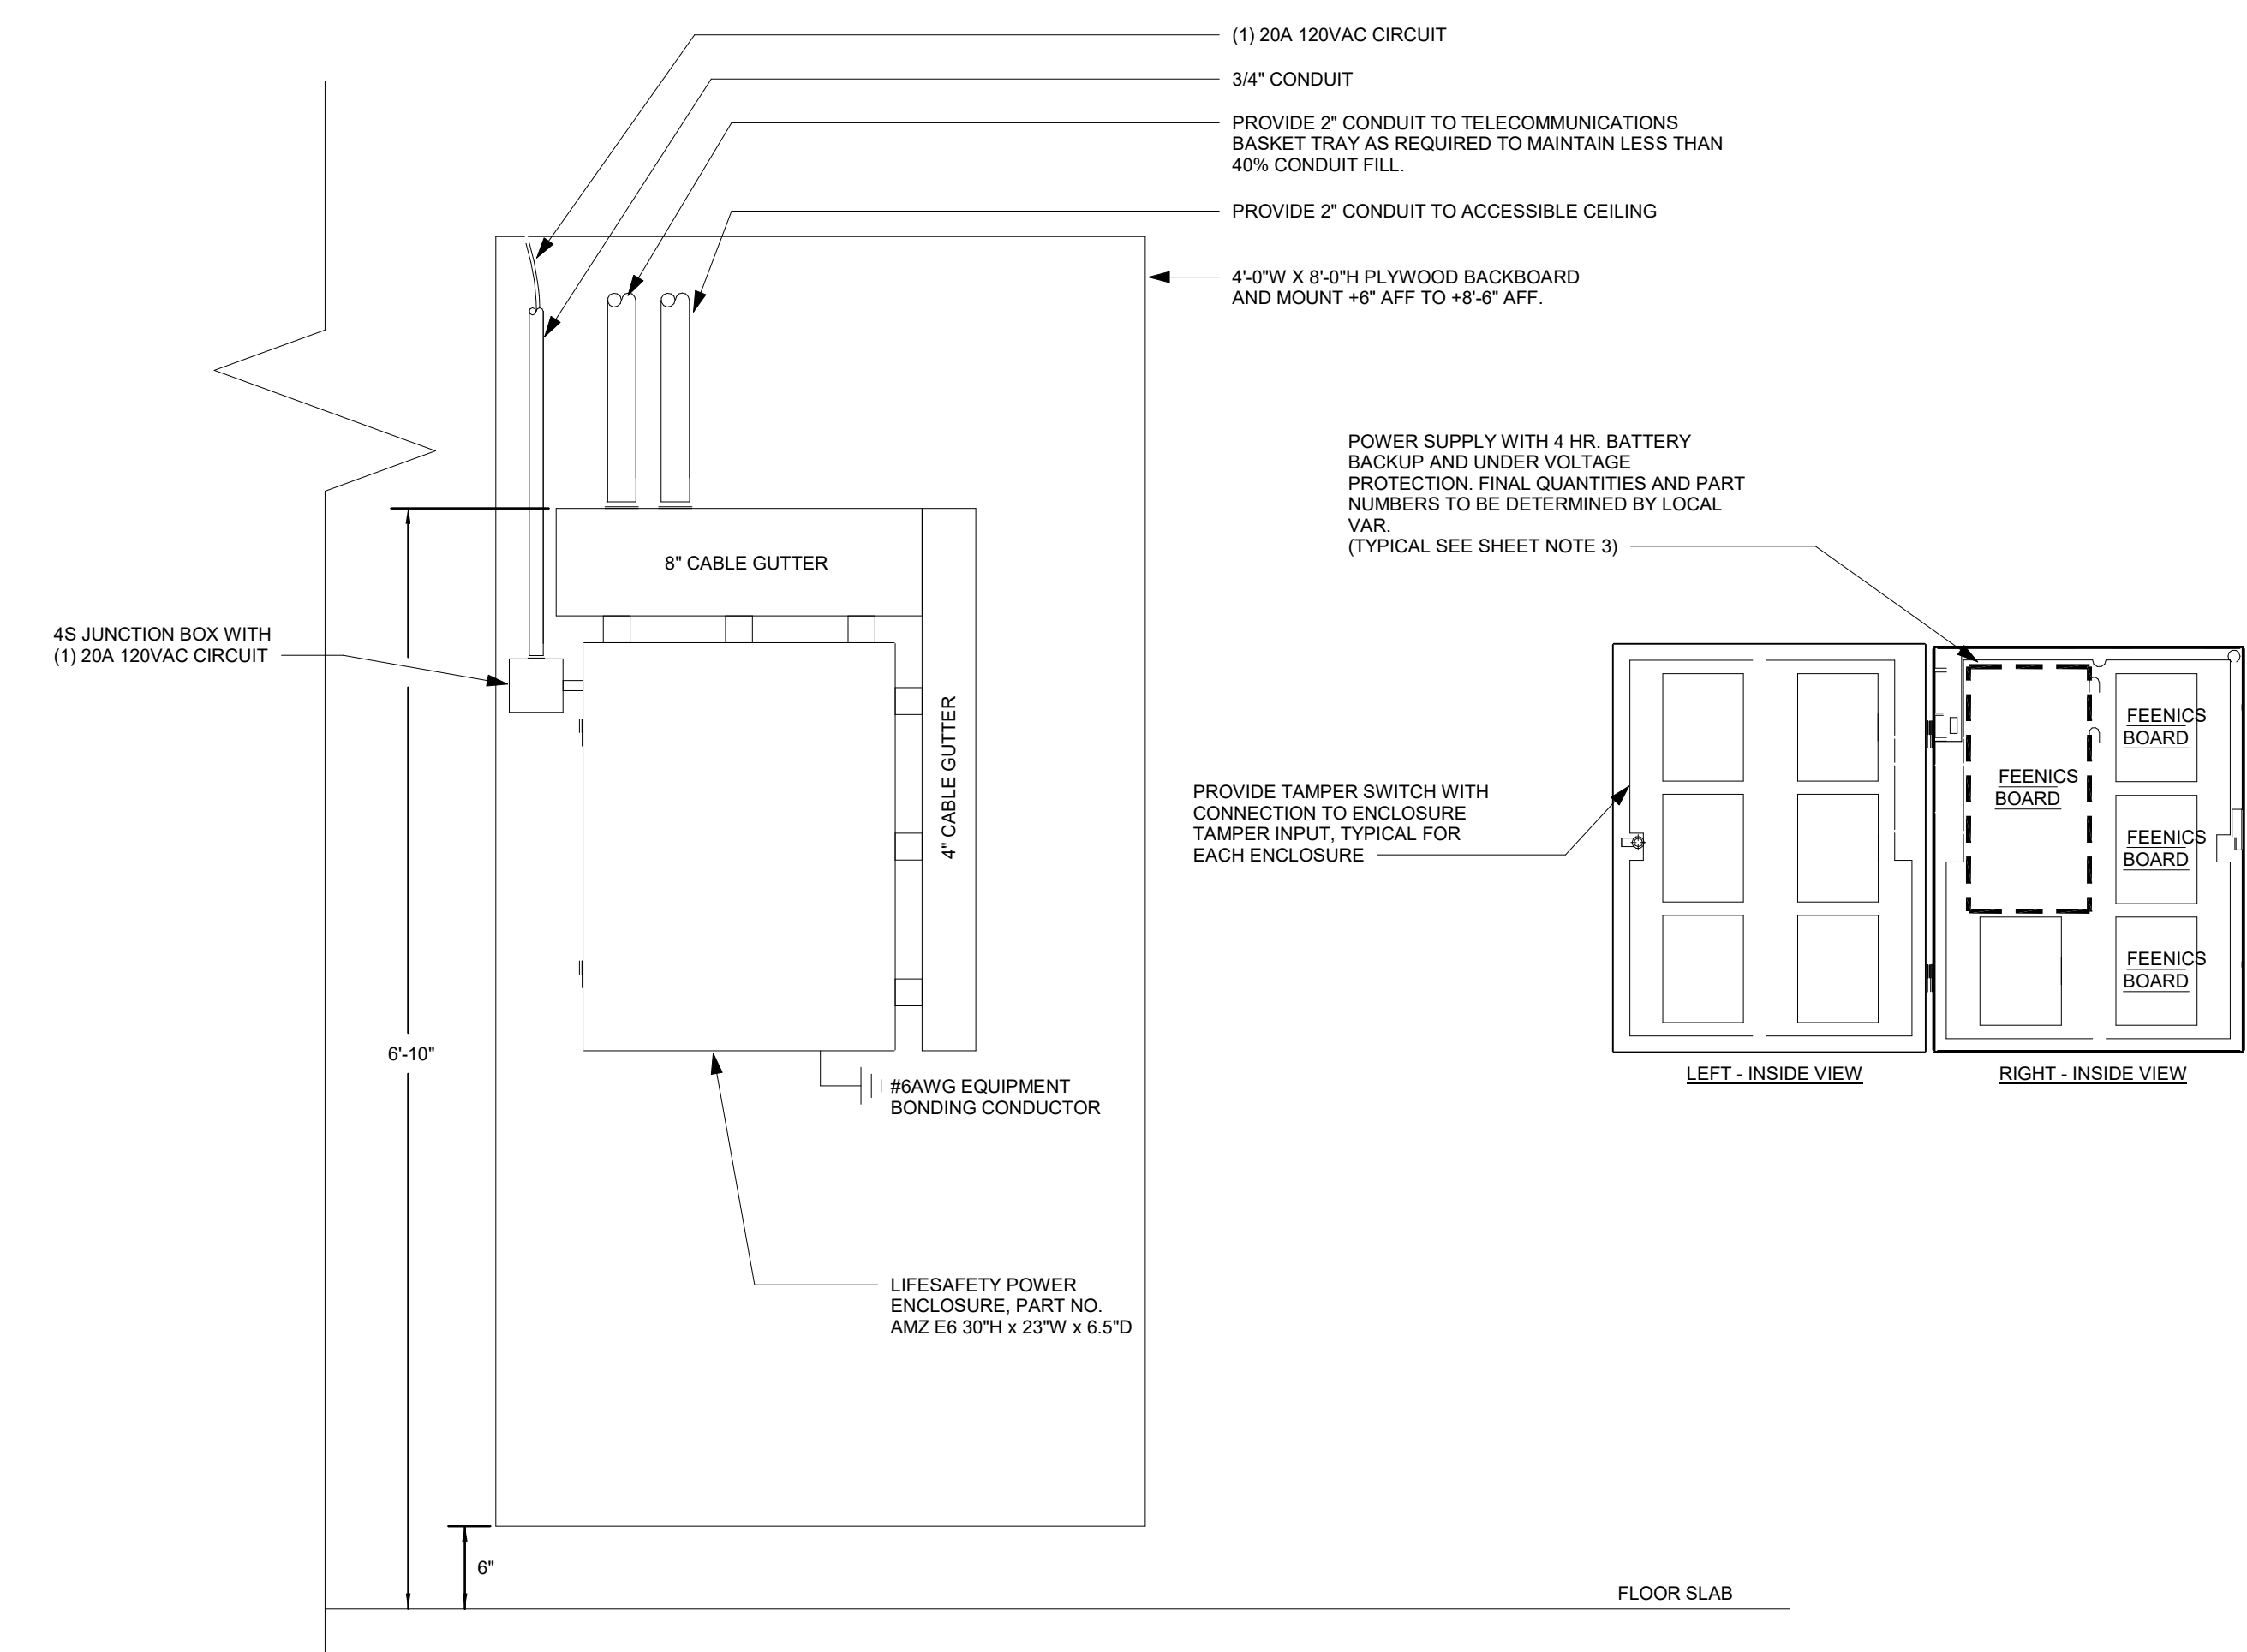 (1) 20A 120VAC CIRCUIT
3/4" CONDUIT
PROVIDE 2" CONDUIT TO TELECOMMUNICATIONS
BASKET TRAY AS REQUIRED TO MAINTAIN LESS THAN
40% CONDUIT FILL.
PROVIDE 2" CONDUIT TO ACCESSIBLE CEILING
4'-0"W X 8'-0"H PLYWOOD BACKBOARD
AND MOUNT +6" AFF TO +8'-6" AFF.
POWER SUPPLY WITH 4 HR. BATTERY
BACKUP AND UNDER VOLTAGE
PROTECTION. FINAL QUANTITIES AND PART
NUMBERS TO BE DETERMINED BY LOCAL
VAR.
(TYPICAL SEE SHEET NOTE 3)
8" CABLE GUTTER
4S JUNCTION BOX WITH
(1) 20A 120VAC CIRCUIT
4" CABLE GUTTER
PROVIDE TAMPER SWITCH WITH
CONNECTION TO ENCLOSURE
TAMPER INPUT, TYPICAL FOR
EACH ENCLOSURE
FEENICS
BOARD
FEENICS
BOARD
FEENICS
BOARD
FEENICS
BOARD
6'-10"
LEFT - INSIDE VIEW
RIGHT - INSIDE VIEW
#6AWG EQUIPMENT
BONDING CONDUCTOR
LIFESAFETY POWER
ENCLOSURE, PART NO.
AMZ E6 30"H x 23"W x 6.5"D
6"
FLOOR SLAB